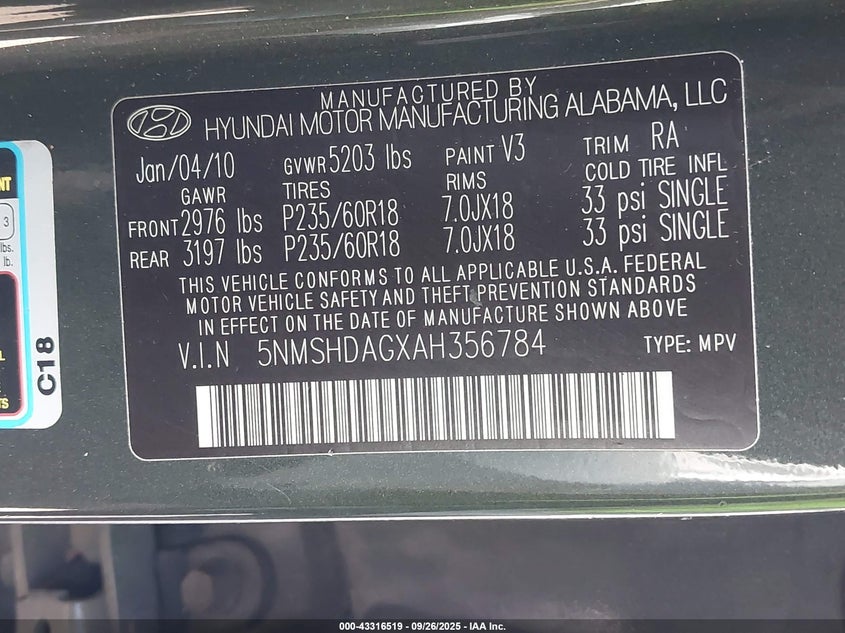 MANUFACTURED BY
HYUNDAI MOTOR MANUFACTURING ALABAMA, LLC
Jan/04/10 GVWR 5203 lbs PAINT V3 TRIM RA
GAWR TIRES RIMS COLD TIRE INFL
FRONT 2976 lbs P235/60R18 7.0JX18 33 psi SINGLE
REAR 3197 lbs P235/60R18 7.0JX18 33 psi SINGLE
THIS VEHICLE CONFORMS TO ALL APPLICABLE U.S.A. FEDERAL
MOTOR VEHICLE SAFETY AND THEFT PREVENTION STANDARDS
IN EFFECT ON THE DATE OF MANUFACTURE SHOWN ABOVE
V.I.N 5NMSHDAGXAH356784 TYPE: MPV
3
lbs.
lb.
C18
000-43316519 - 09/26/2025 - IAA Inc.